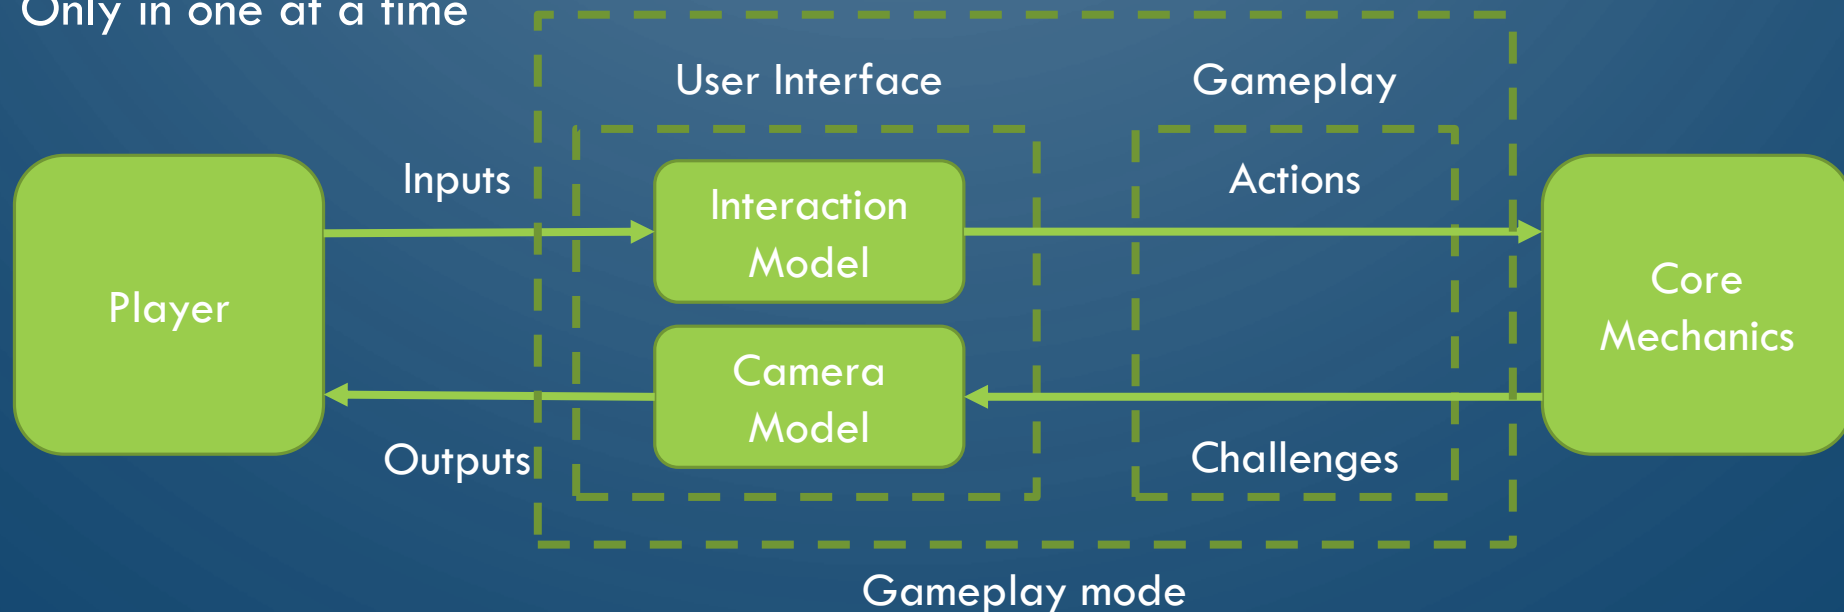 Only in one at a time
User Interface
Gameplay
Inputs
Interaction
Model
Actions
Player
Core
Mechanics
Camera
Model
Outputs
Challenges
Gameplay mode